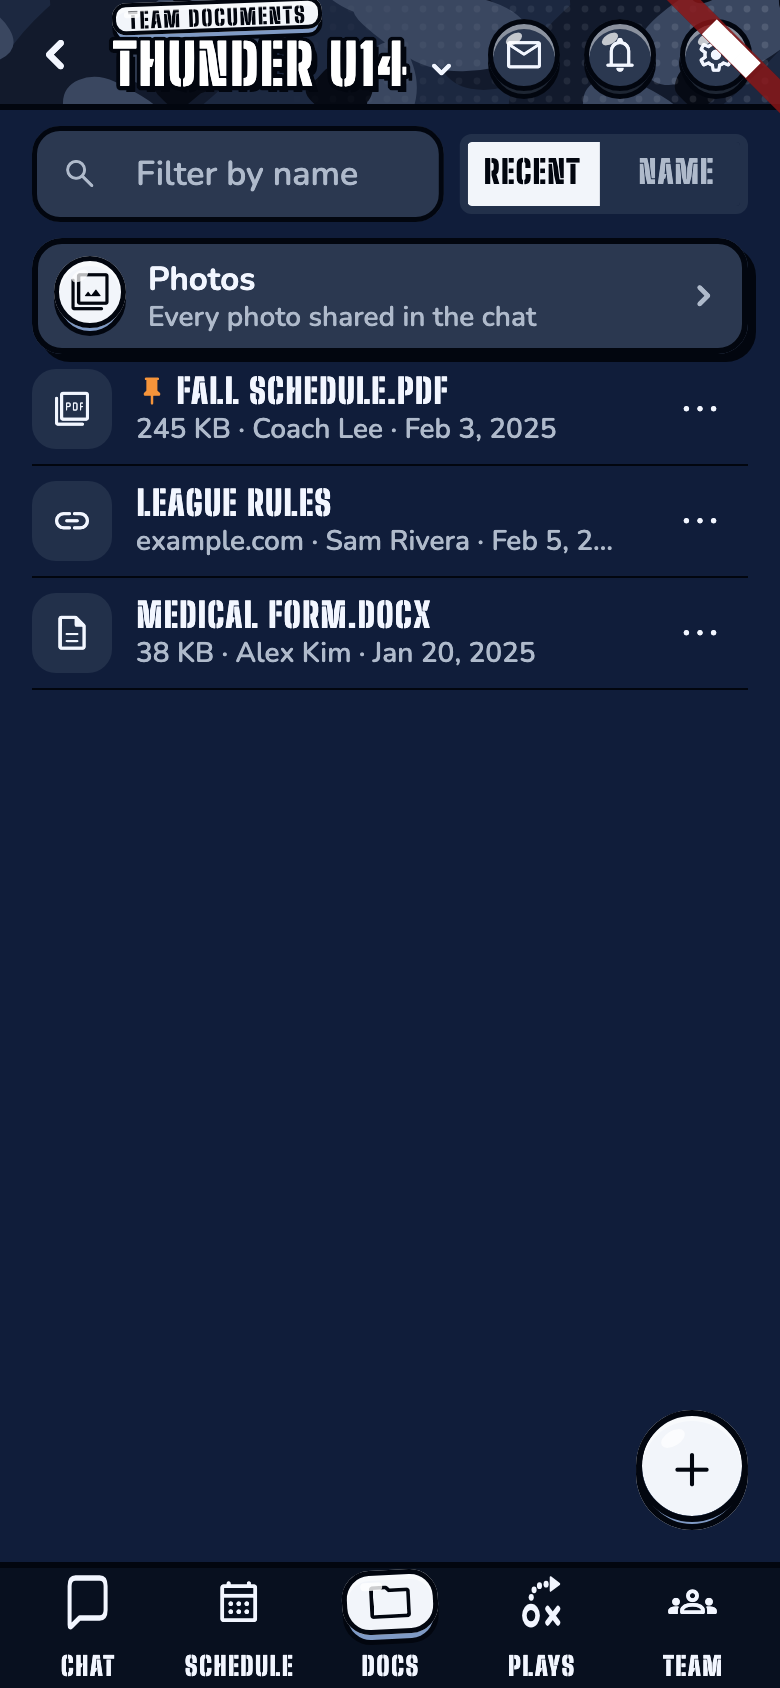 TEAM DOCUMENTS
THUNDER U14
Filter by name
RECENT
NAME
Photos
Every photo shared in the chat
FALL SCHEDULE.PDF
PDF
245 KB · Coach Lee · Feb 3, 2025
LEAGUE RULES
example.com · Sam Rivera · Feb 5, 2...
MEDICAL FORM.DOCX
38 KB · Alex Kim · Jan 20, 2025
CHAT
SCHEDULE
DOCS
PLAYS
TEAM